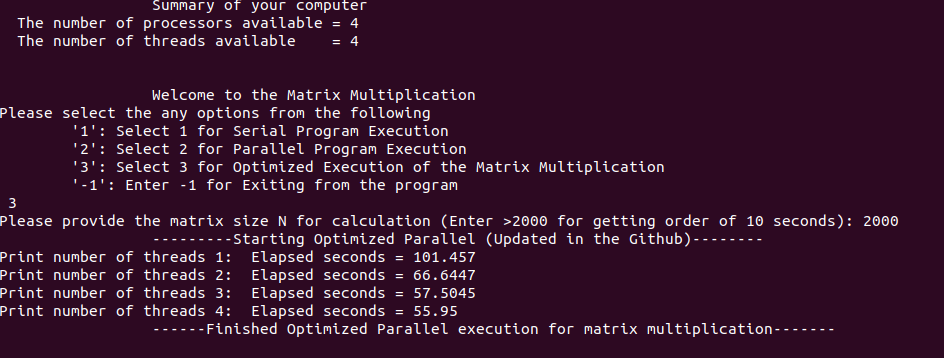 Summary of your computer
The number of processors available = 4
The number of threads available    = 4
Welcome to the Matrix Multiplication
Please select the any options from the following
'1': Select 1 for Serial Program Execution
'2': Select 2 for Parallel Program Execution
'3': Select 3 for Optimized Execution of the Matrix Multiplication
'-1': Enter -1 for Exiting from the program
3
Please provide the matrix size N for calculation (Enter >2000 for getting order of 10 seconds): 2000
---------Starting Optimized Parallel (Updated in the Github)--------
Print number of threads 1:  Elapsed seconds = 101.457
Print number of threads 2:  Elapsed seconds = 66.6447
Print number of threads 3:  Elapsed seconds = 57.5045
Print number of threads 4:  Elapsed seconds = 55.95
------Finished Optimized Parallel execution for matrix multiplication-------